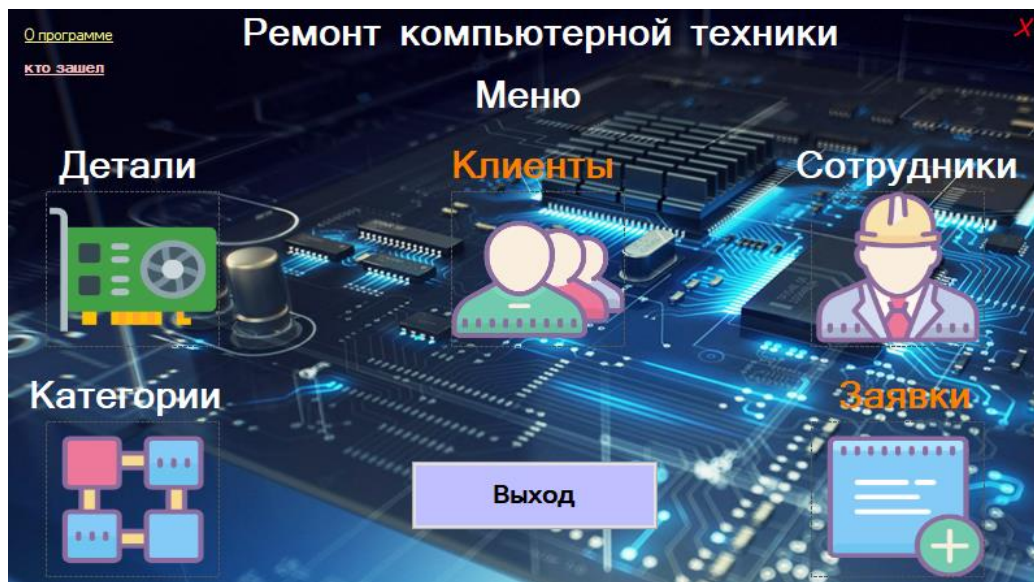 О программе
Ремонт компьютерной техники
X
кто зашел
Меню
Детали
Клиенты
Сотрудники
Категории
Заявки
Выход